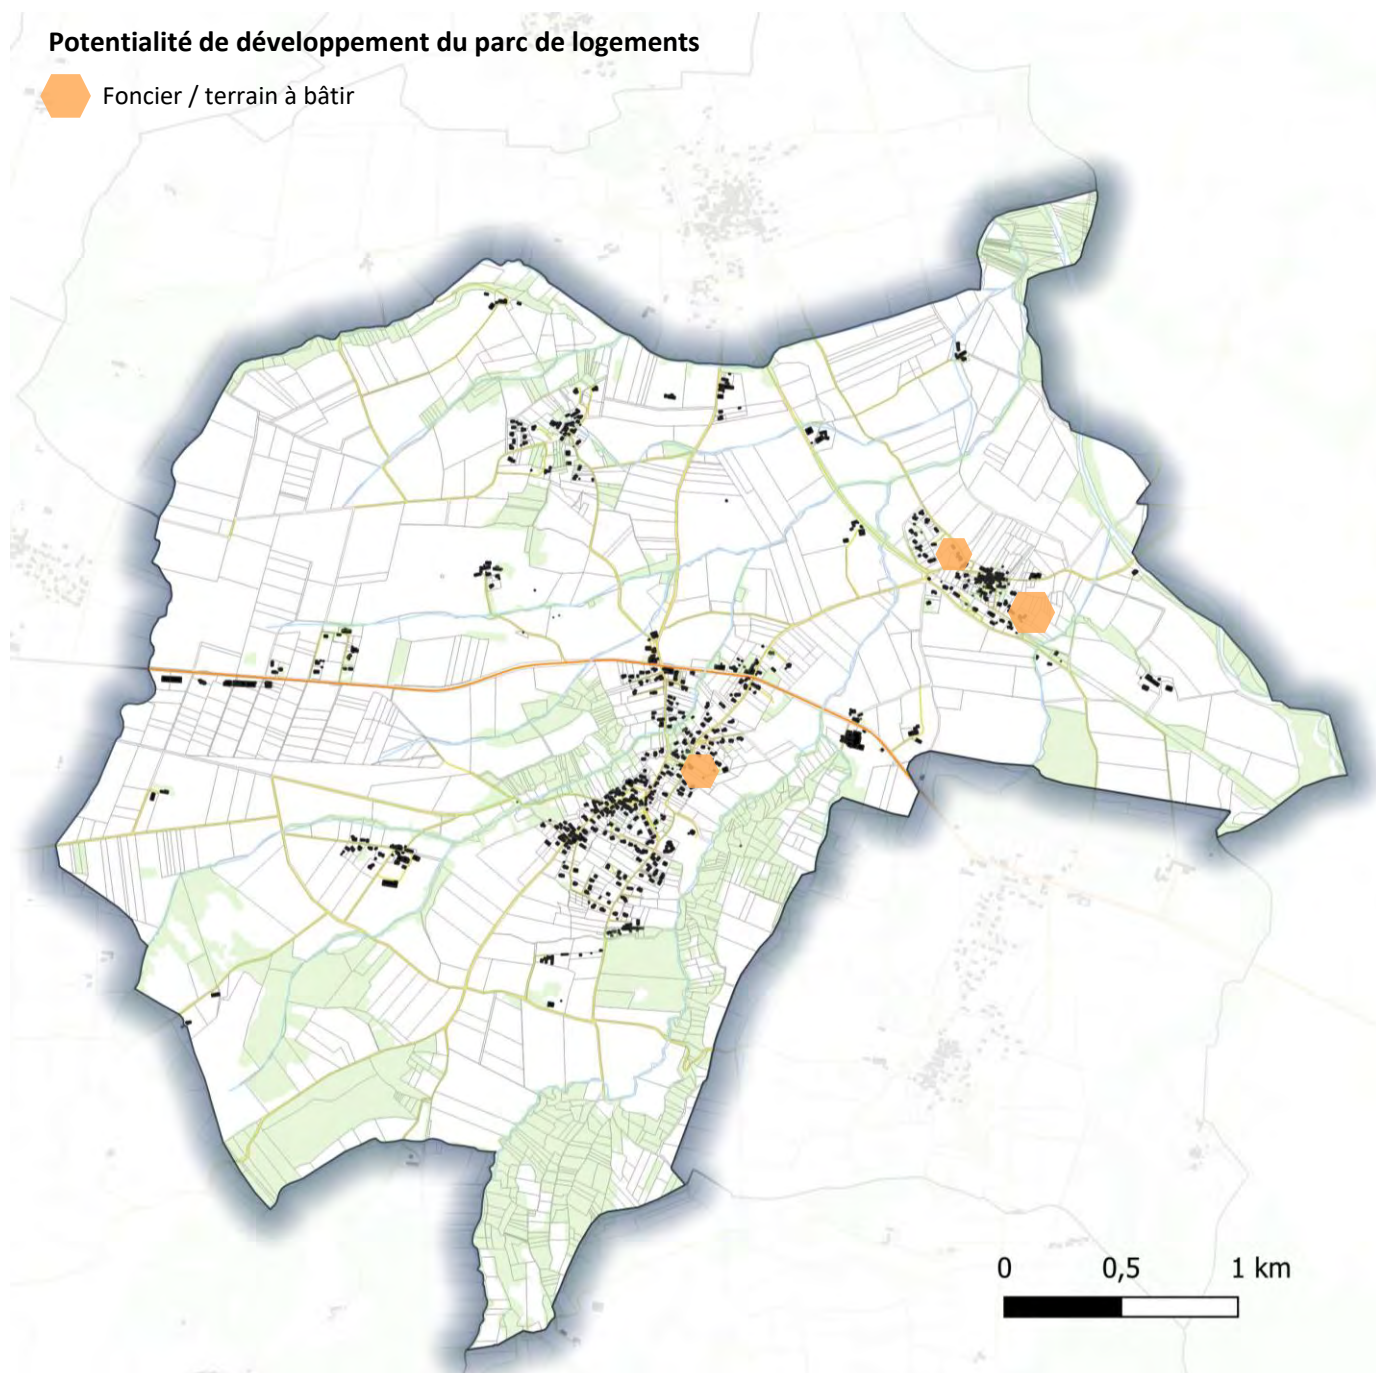 Potentialité de développement du parc de logements
Foncier / terrain à bâtir
0 0,5 1 km